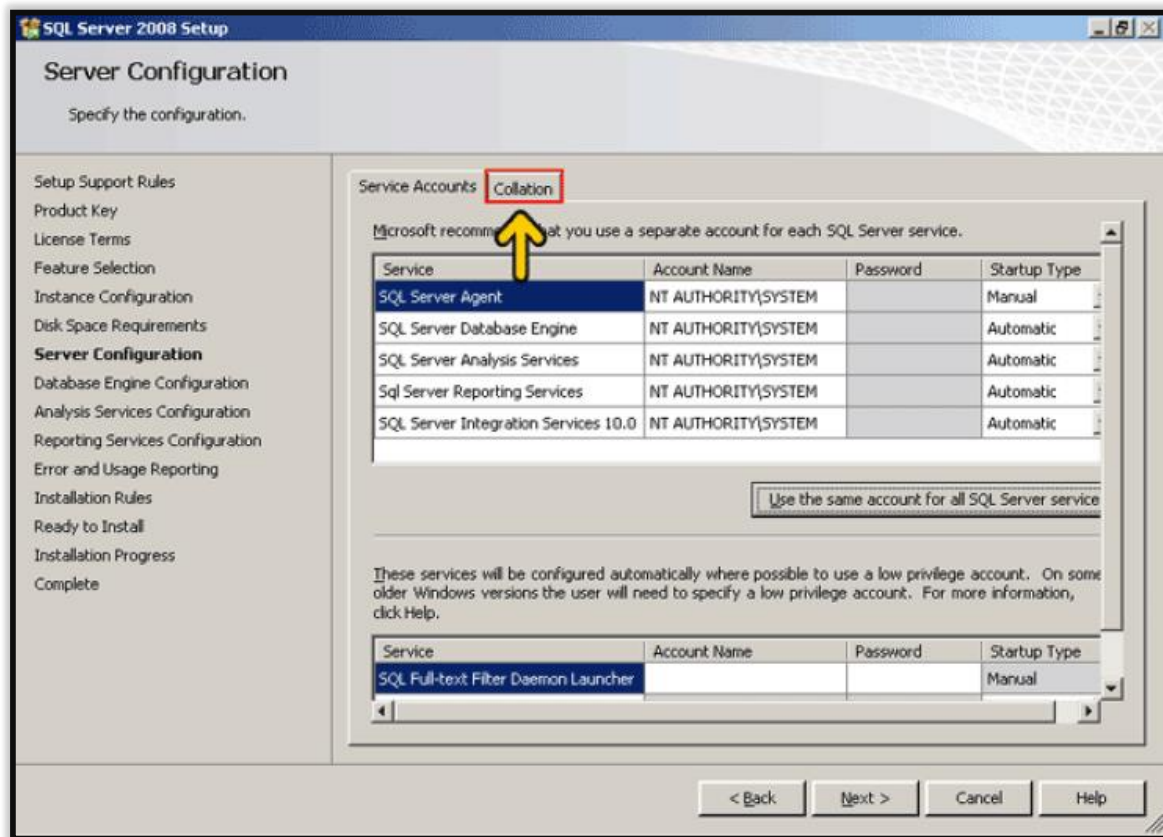 SQL Server 2008 Setup
Server Configuration
Specify the configuration.
Setup Support Rules
Product Key
License Terms
Feature Selection
Instance Configuration
Disk Space Requirements
Server Configuration
Database Engine Configuration
Analysis Services Configuration
Reporting Services Configuration
Error and Usage Reporting
Installation Rules
Ready to Install
Installation Progress
Complete
Service Accounts Collation
Microsoft recomm hat you use a separate account for each SQL Server service.
Service Account Name Password Startup Type
SQL Server Agent NT AUTHORITY\SYSTEM Manual
SQL Server Database Engine NT AUTHORITY\SYSTEM Automatic
SQL Server Analysis Services NT AUTHORITY\SYSTEM Automatic
Sql Server Reporting Services NT AUTHORITY\SYSTEM Automatic
SQL Server Integration Services 10.0 NT AUTHORITY\SYSTEM Automatic
Use the same account for all SQL Server service
These services will be configured automatically where possible to use a low privilege account. On some
older Windows versions the user will need to specify a low privilege account. For more information,
click Help.
Service Account Name Password Startup Type
SQL Full-text Filter Daemon Launcher Manual
< Back Next > Cancel Help